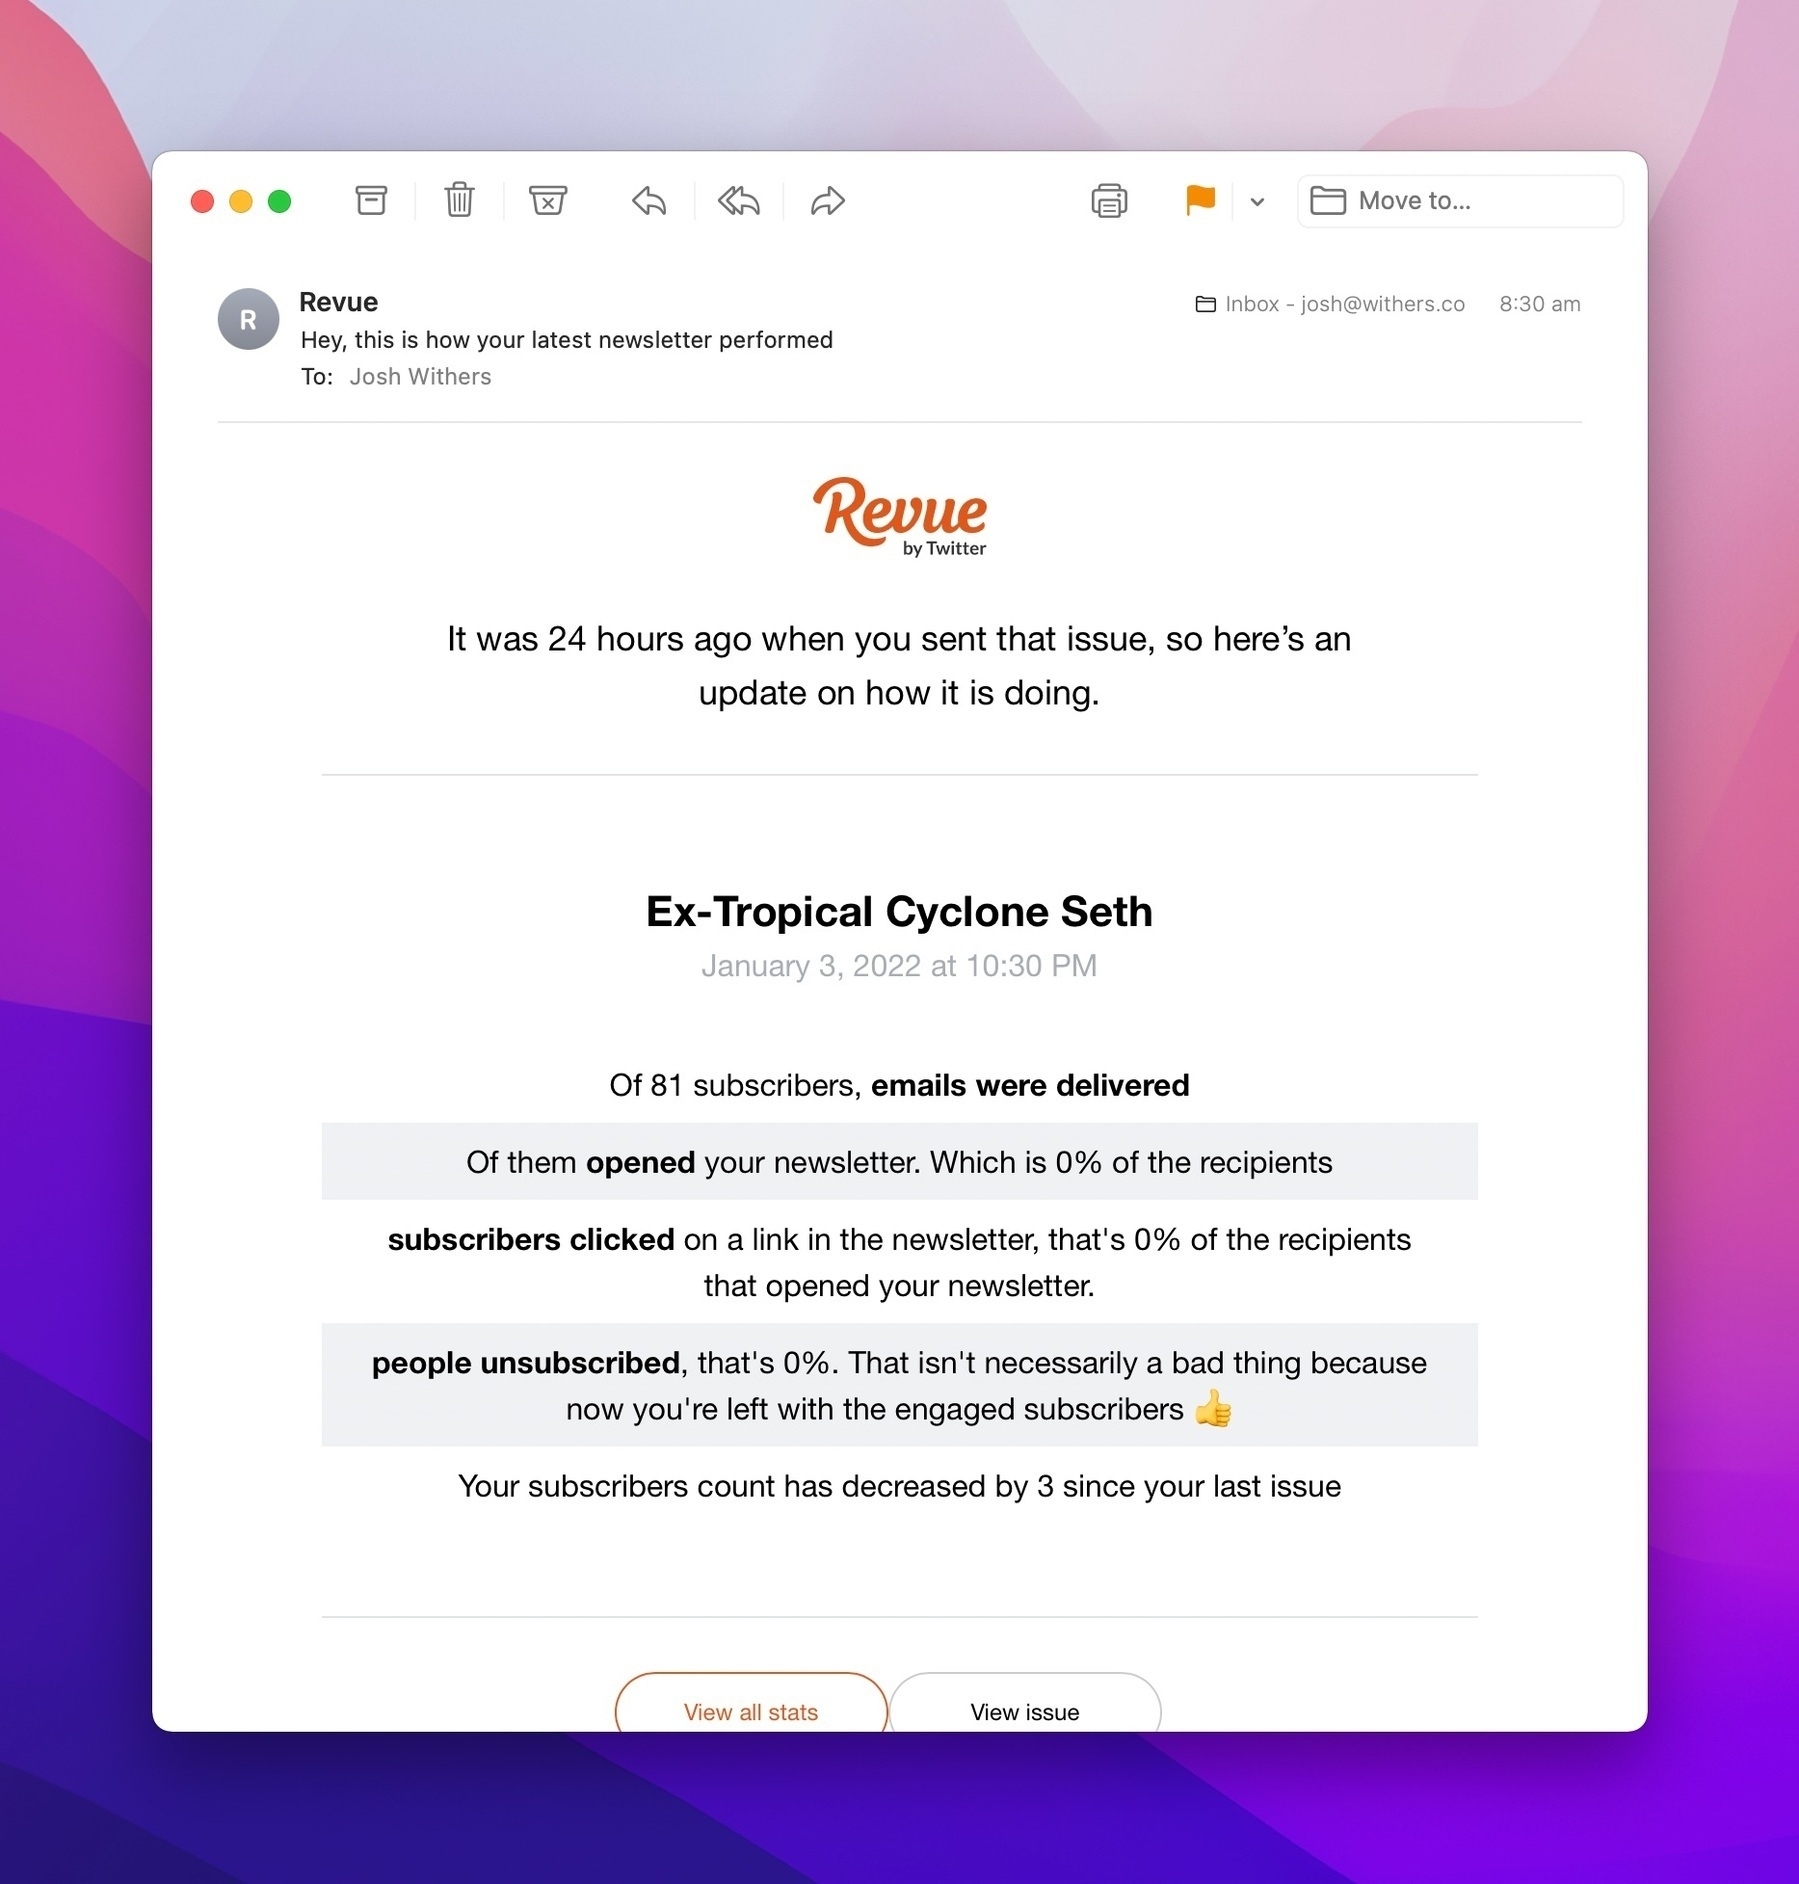 Move to...
R
Revue
Inbox - josh@withers.co 8:30 am
Hey, this is how your latest newsletter performed
To: Josh Withers
Revue
by Twitter
It was 24 hours ago when you sent that issue, so here’s an
update on how it is doing.
Ex-Tropical Cyclone Seth
January 3, 2022 at 10:30 PM
Of 81 subscribers, emails were delivered
Of them opened your newsletter. Which is 0% of the recipients
subscribers clicked on a link in the newsletter, that's 0% of the recipients
that opened your newsletter.
people unsubscribed, that's 0%. That isn't necessarily a bad thing because
now you're left with the engaged subscribers 👍
Your subscribers count has decreased by 3 since your last issue
View all stats
View issue